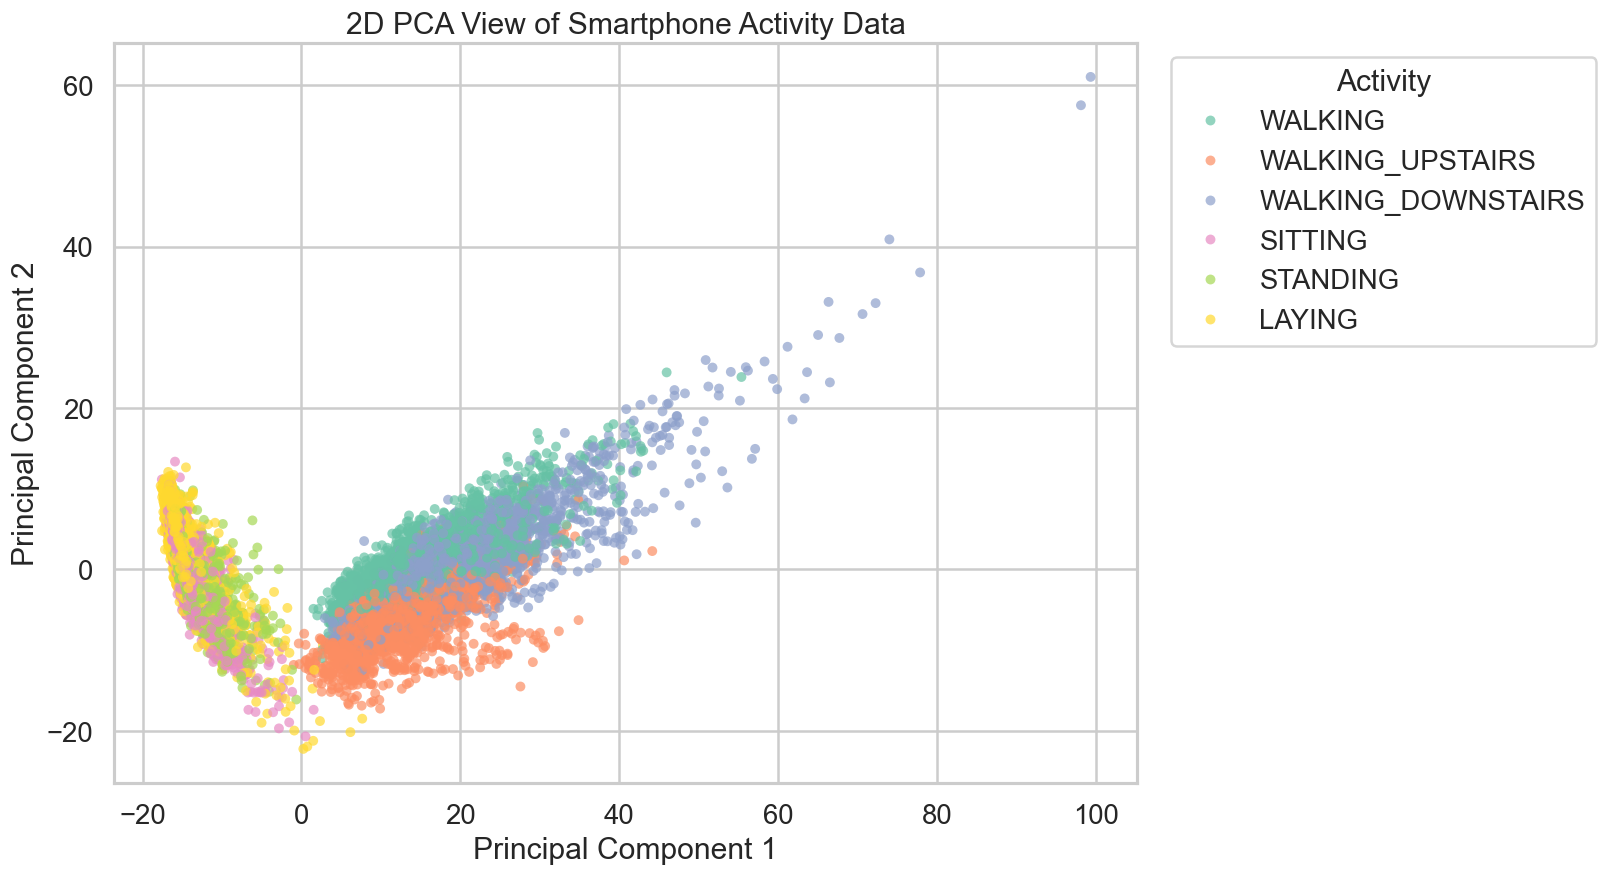 2D PCA View of Smartphone Activity Data
Principal Component 2
60
40
20
0
−20
−20 0 20 40 60 80 100
Principal Component 1
Activity
WALKING
WALKING_UPSTAIRS
WALKING_DOWNSTAIRS
SITTING
STANDING
LAYING